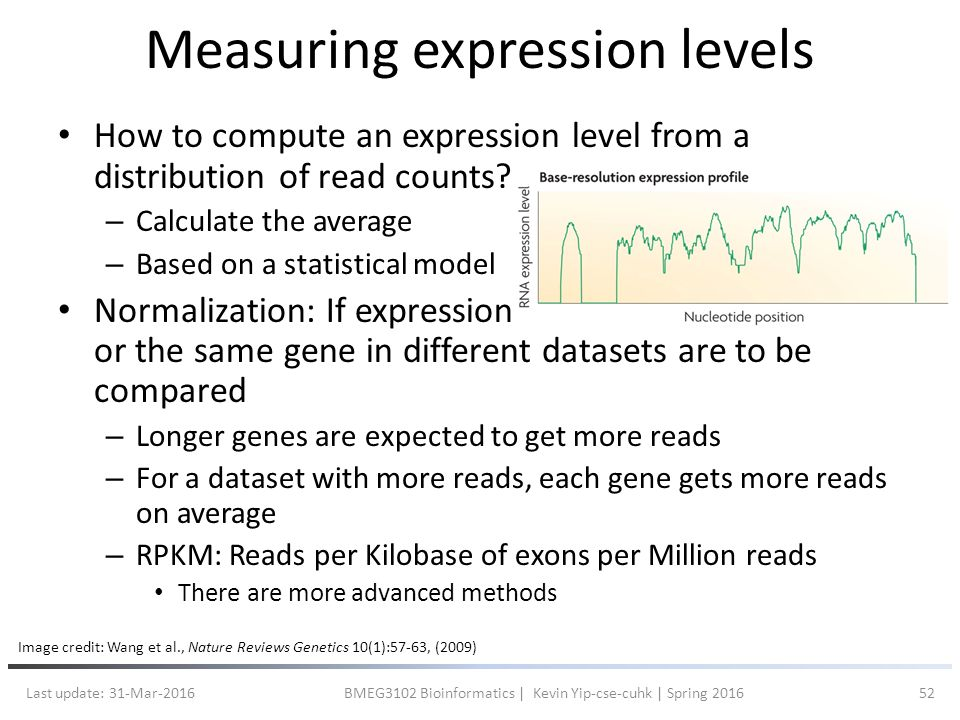 Measuring expression levels
• How to compute an expression level from a
distribution of read counts?
– Calculate the average
– Based on a statistical model
Base-resolution expression profile
RNA expression level
Nucleotide position
• Normalization: If expression
or the same gene in different datasets are to be
compared
– Longer genes are expected to get more reads
– For a dataset with more reads, each gene gets more reads
on average
– RPKM: Reads per Kilobase of exons per Million reads
• There are more advanced methods
Image credit: Wang et al., Nature Reviews Genetics 10(1):57-63, (2009)
Last update: 31-Mar-2016 BMEG3102 Bioinformatics | Kevin Yip-cse-cuhk | Spring 2016 52